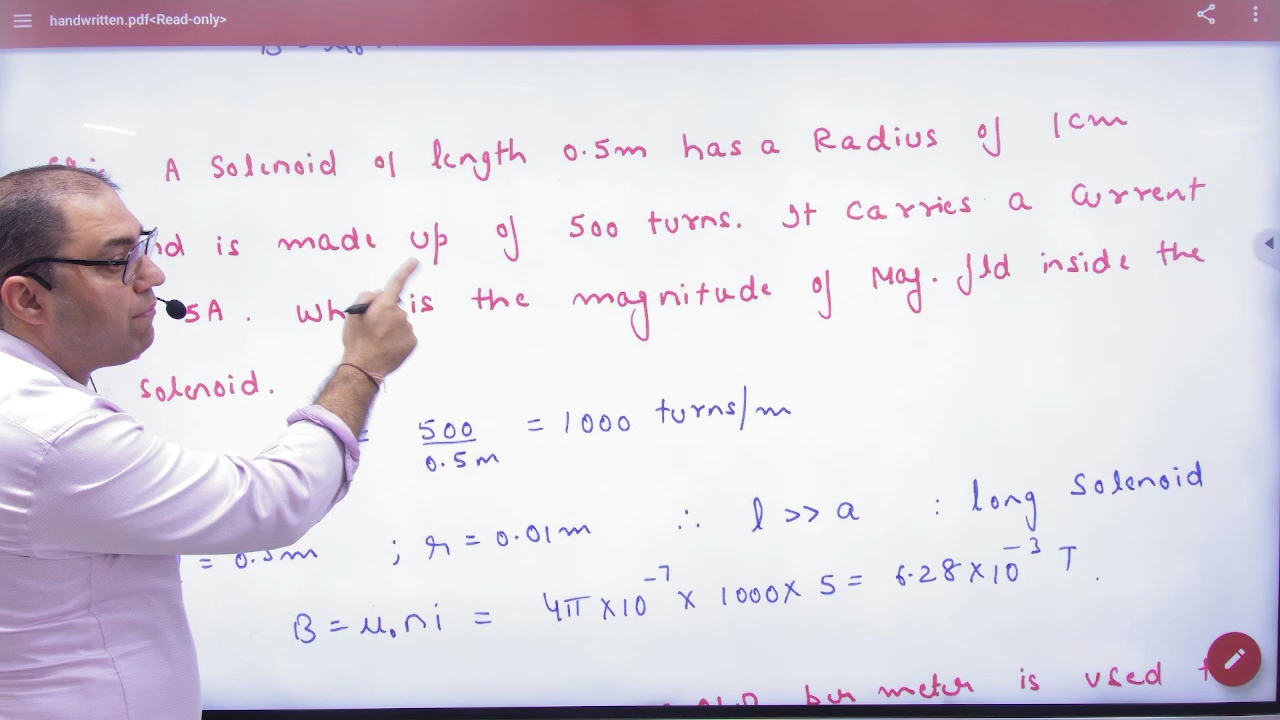 handwritten.pdf<Read-only>
A Solenoid of length 0.5m has a Radius of 1cm
is made up of 500 turns. It carries a current
5A. is the magnitude of Mag. fld inside the
solenoid.
= 500/0.5m = 1000 turns/m
= 0.5m ; r = 0.01m ∴ l >> a : long solenoid
B = μ₀ni = 4π×10⁻⁷ × 1000 × 5 = 6.28×10⁻³ T.
meter is used